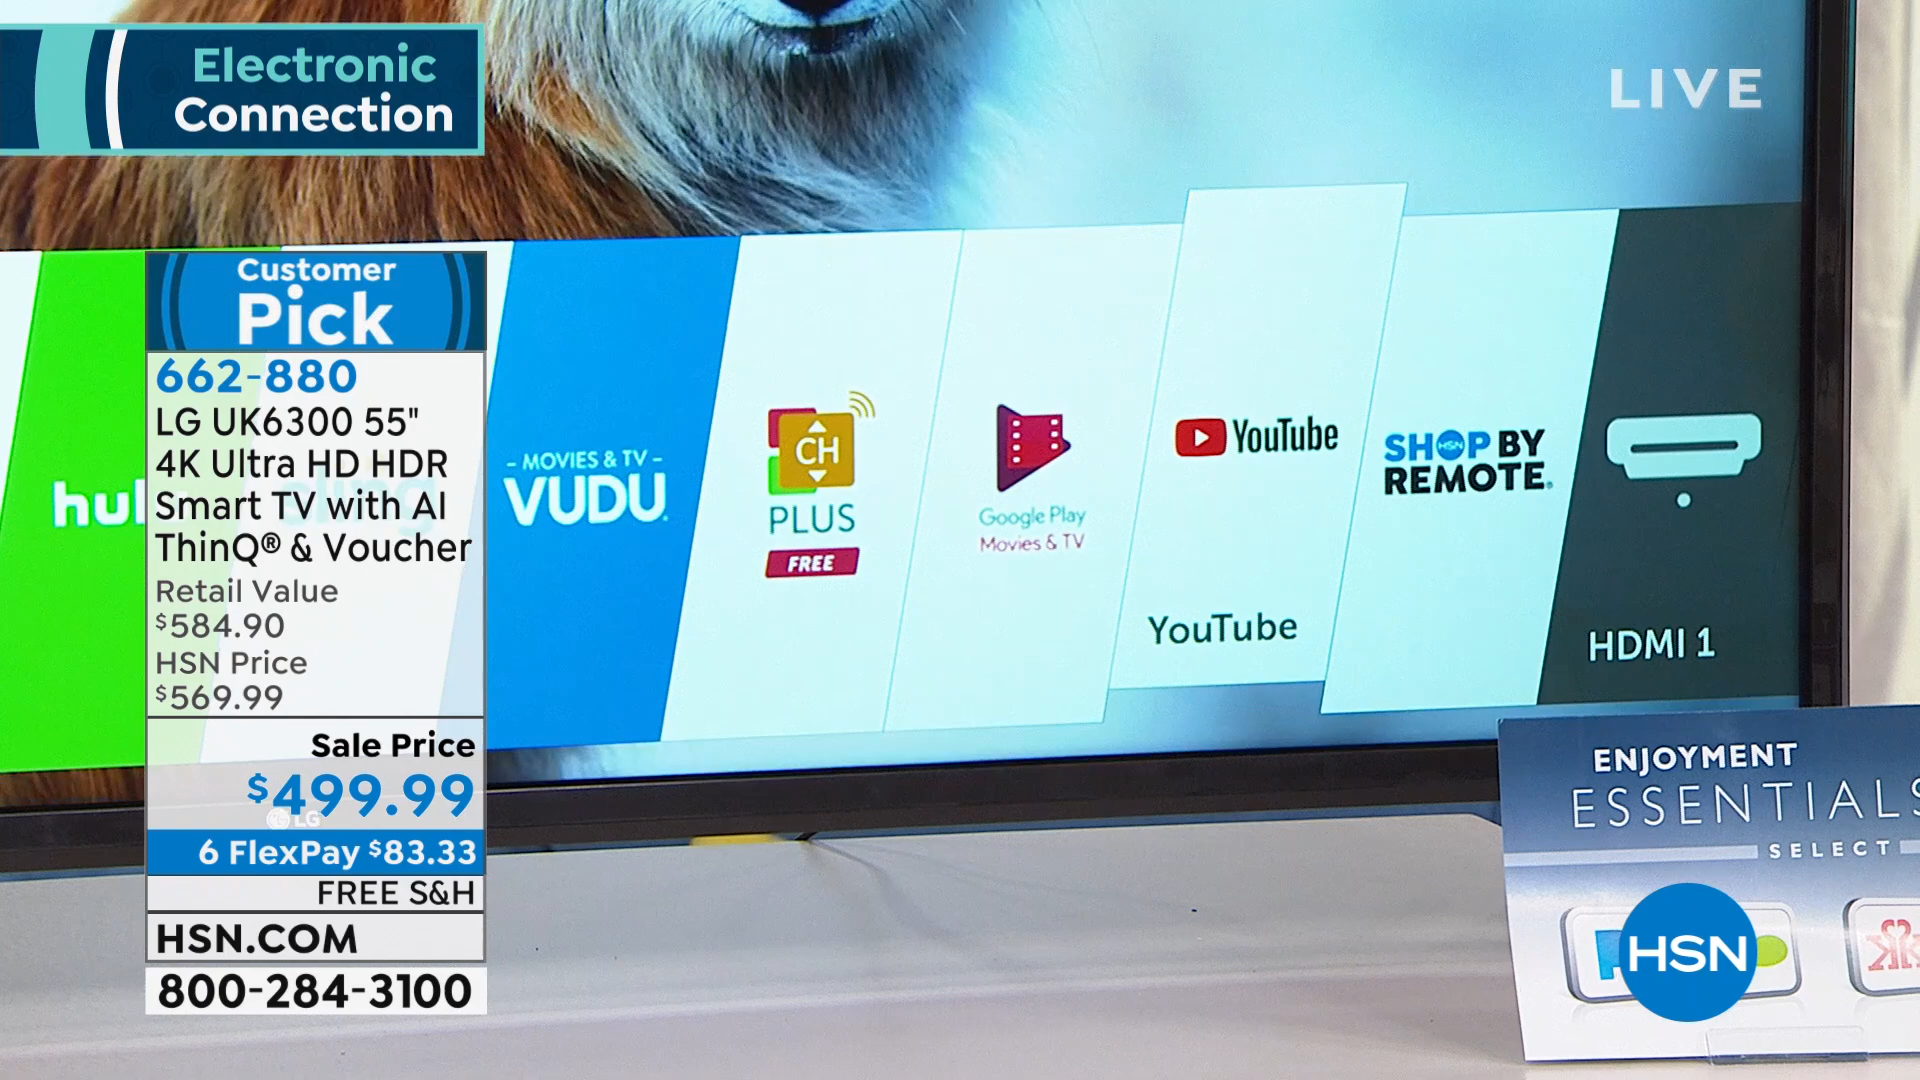 Electronic
Connection
LIVE
Customer
Pick
662-880
LG UK6300 55"
4K Ultra HD HDR
Smart TV with AI
ThinQ® & Voucher
Retail Value
$584.90
HSN Price
$569.99
Sale Price
$499.99
6 FlexPay $83.33
FREE S&H
HSN.COM
800-284-3100
LG
- MOVIES & TV -
VUDU
CH
PLUS
FREE
Google Play
Movies & TV
YouTube
YouTube
SHOP BY
HSN
REMOTE®
HDMI 1
ENJOYMENT
ESSENTIALS
SELECT
HSN